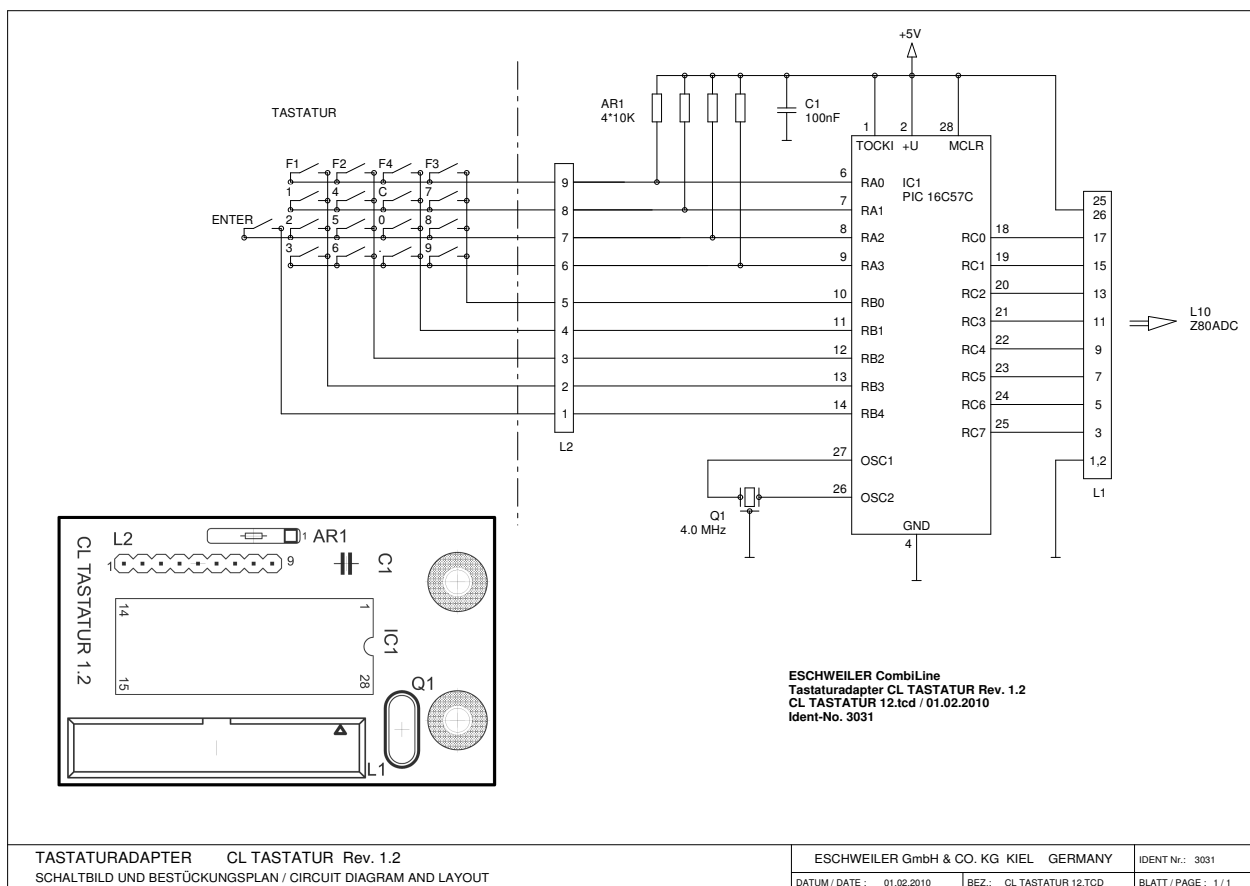 +5V
TASTATUR
AR1
4*10K
C1
100nF
1 2 28
TOCKI +U MCLR
F1 F2 F4 F3
1 4 C 7
ENTER 2 5 0 8
3 6 . 9
9
8
7
6
5
4
3
2
1
L2
6 RA0
7 RA1
8 RA2
9 RA3
10 RB0
11 RB1
12 RB2
13 RB3
14 RB4
27 OSC1
26 OSC2
IC1
PIC 16C57C
RC0 18
RC1 19
RC2 20
RC3 21
RC4 22
RC5 23
RC6 24
RC7 25
GND
4
25
26
17
15
13
11
9
7
5
3
1,2
L1
L10
Z80ADC
Q1
4.0 MHz
CL TASTATUR 1.2
L2
1 AR1
1 9
C1
14 1
IC1
15 28
Q1
L1
ESCHWEILER CombiLine
Tastaturadapter CL TASTATUR Rev. 1.2
CL TASTATUR 12.tcd / 01.02.2010
Ident-No. 3031
TASTATURADAPTER CL TASTATUR Rev. 1.2
SCHALTBILD UND BESTÜCKUNGSPLAN / CIRCUIT DIAGRAM AND LAYOUT
ESCHWEILER GmbH & CO. KG KIEL GERMANY
IDENT Nr.: 3031
DATUM / DATE : 01.02.2010
BEZ.: CL TASTATUR 12.TCD
BLATT / PAGE : 1 / 1